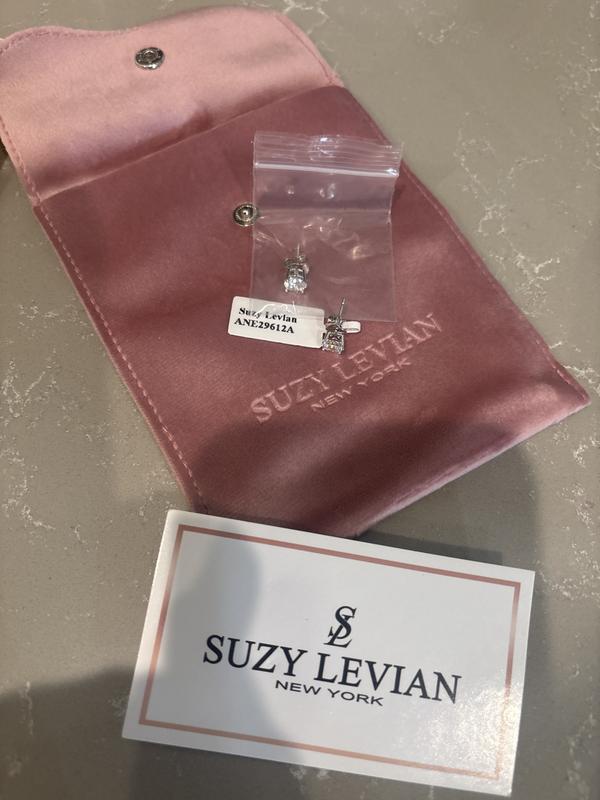 Suzy Levian
ANE29612A
SUZY LEVIAN
NEW YORK
SL
SUZY LEVIAN
NEW YORK